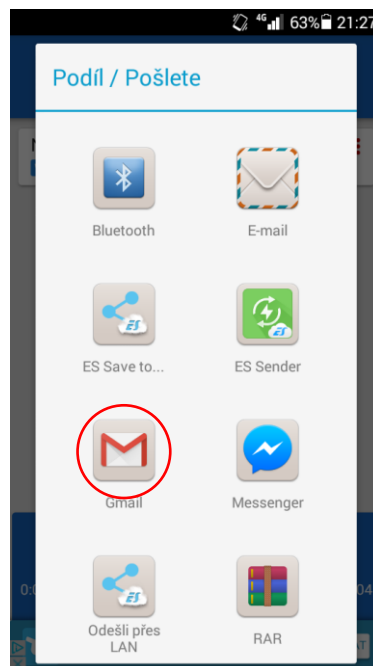 4G 63% 21:27
Podíl / Pošlete
Bluetooth
E-mail
ES Save to...
ES Sender
Gmail
Messenger
Odešli přes
LAN
RAR